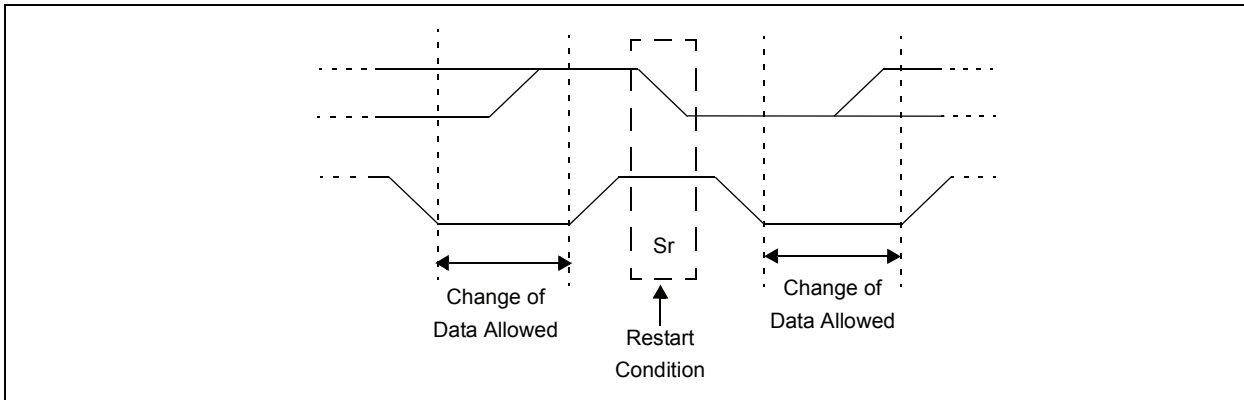 Sr
Change of
Data Allowed
Restart
Condition
Change of
Data Allowed